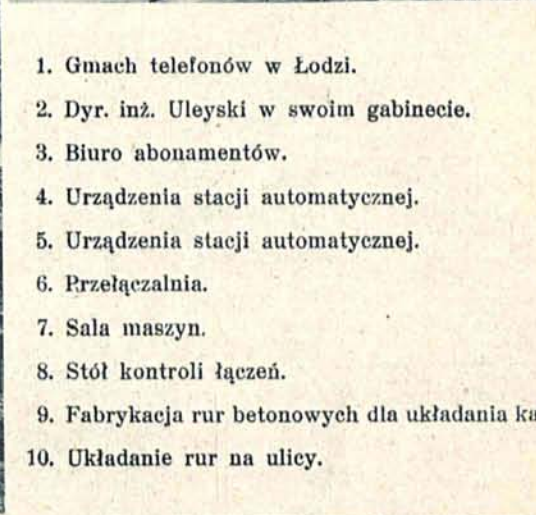 1. Gmach telefonów w Łodzi.
2. Dyr. inż. Uleyski w swoim gabinecie.
3. Biuro abonamentów.
4. Urządzenia stacji automatycznej.
5. Urządzenia stacji automatycznej.
6. Przełączalnia.
7. Sala maszyn.
8. Stół kontroli łączeń.
9. Fabrykacja rur betonowych dla układania
10. Układanie rur na ulicy.